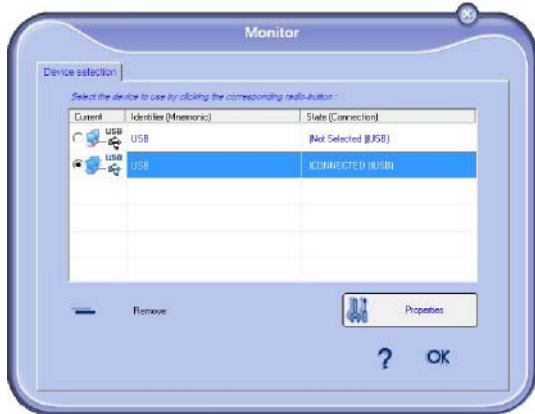 Monitor
Device selection
Select the device to use by clicking the corresponding radio-button :
Current Identifier (Mnemonic) State (Connection)
USB USB (Not Selected )(USB)
USB USB (CONNECTED )(USB)
Remove Properties
? OK